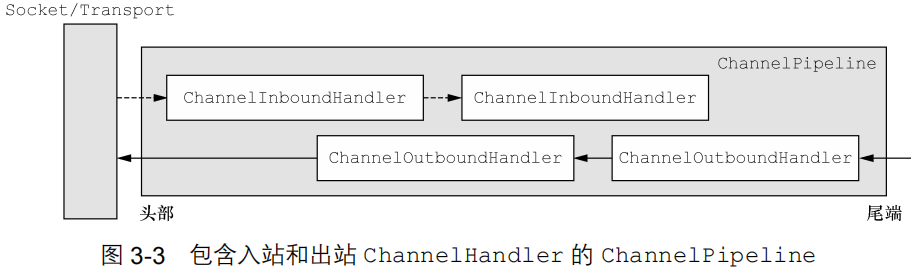 Socket/Transport
ChannelPipeline
ChannelInboundHandler
ChannelInboundHandler
ChannelOutboundHandler
ChannelOutboundHandler
头部
尾端
图 3-3 包含入站和出站 ChannelHandler 的 ChannelPipeline